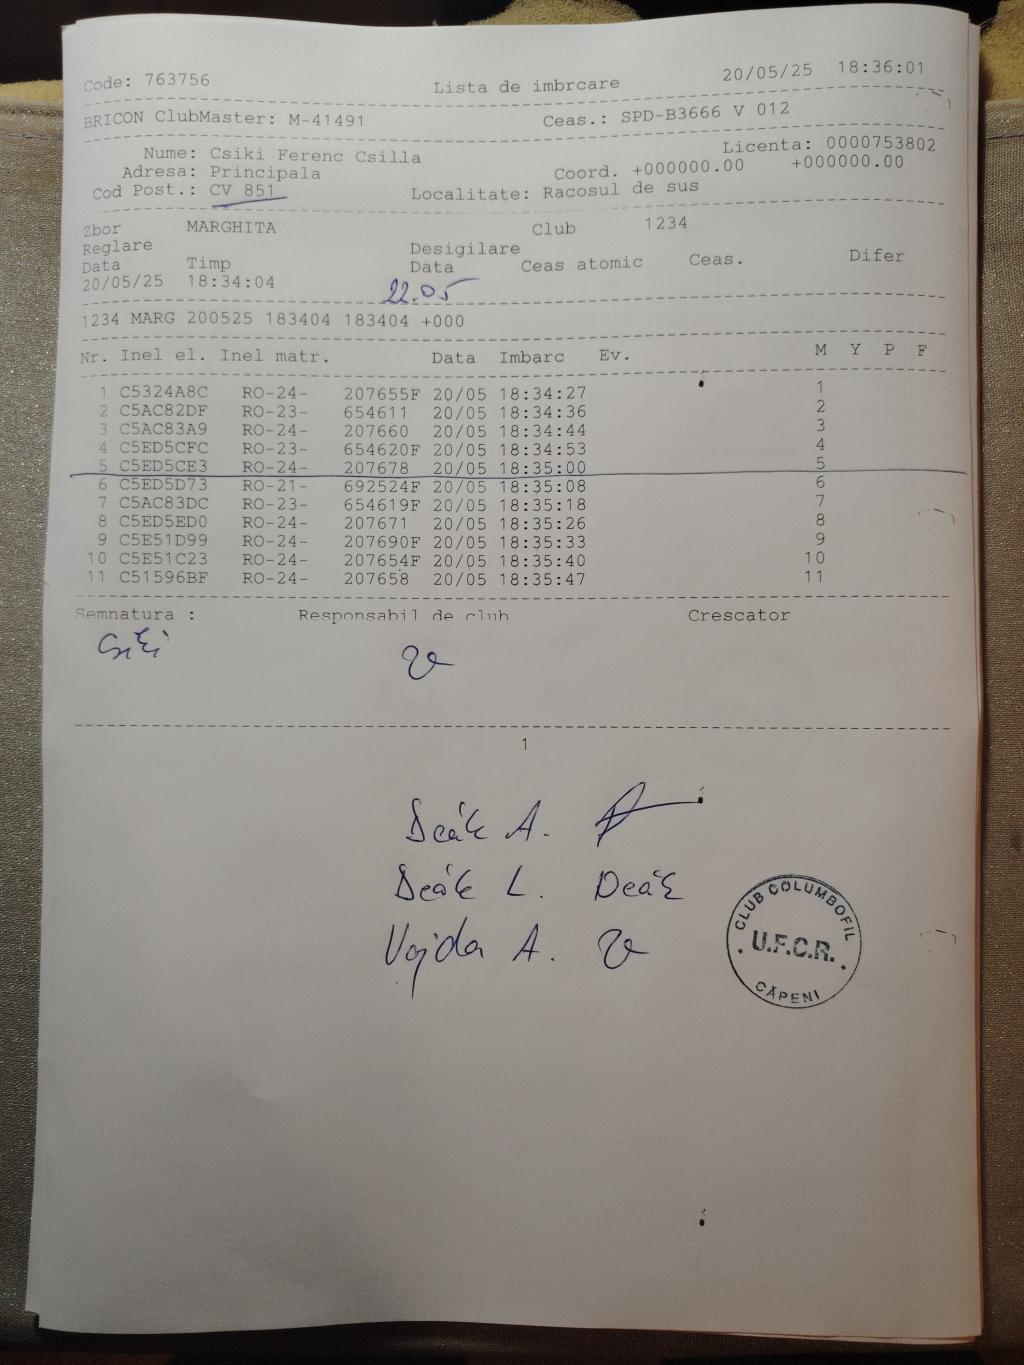 Code: 763756 Lista de imbrcare 20/05/25 18:36:01
BRICON ClubMaster: M-41491 Ceas.: SPD-B3666 V 012
Licenta: 0000753802
Nume: Csiki Ferenc Csilla
Adresa: Principala Coord. +000000.00 +000000.00
Cod Post.: CV 851 Localitate: Racosul de sus
Zbor MARGHITA Club 1234
Reglare Desigilare
Data Timp Data Ceas atomic Ceas. Difer
20/05/25 18:34:04 22.05
1234 MARG 200525 183404 183404 +000
Nr. Inel el. Inel matr. Data Imbarc Ev. M Y P F
1 C5324A8C RO-24- 207655F 20/05 18:34:27 1
2 C5AC82DF RO-23- 654611 20/05 18:34:36 2
3 C5AC83A9 RO-24- 207660 20/05 18:34:44 3
4 C5ED5CFC RO-23- 654620F 20/05 18:34:53 4
5 C5ED5CE3 RO-24- 207678 20/05 18:35:00 5
6 C5ED5D73 RO-21- 692524F 20/05 18:35:08 6
7 C5AC83DC RO-23- 654619F 20/05 18:35:18 7
8 C5ED5ED0 RO-24- 207671 20/05 18:35:26 8
9 C5E51D99 RO-24- 207690F 20/05 18:35:33 9
10 C5E51C23 RO-24- 207654F 20/05 18:35:40 10
11 C51596BF RO-24- 207658 20/05 18:35:47 11
Semnatura : Responsabil de club Crescator
Csiki
1
Deák A.
Deák L. Deák
Vajda A.
CLUB COLUMBOFIL
U.F.C.R.
CĂPENI